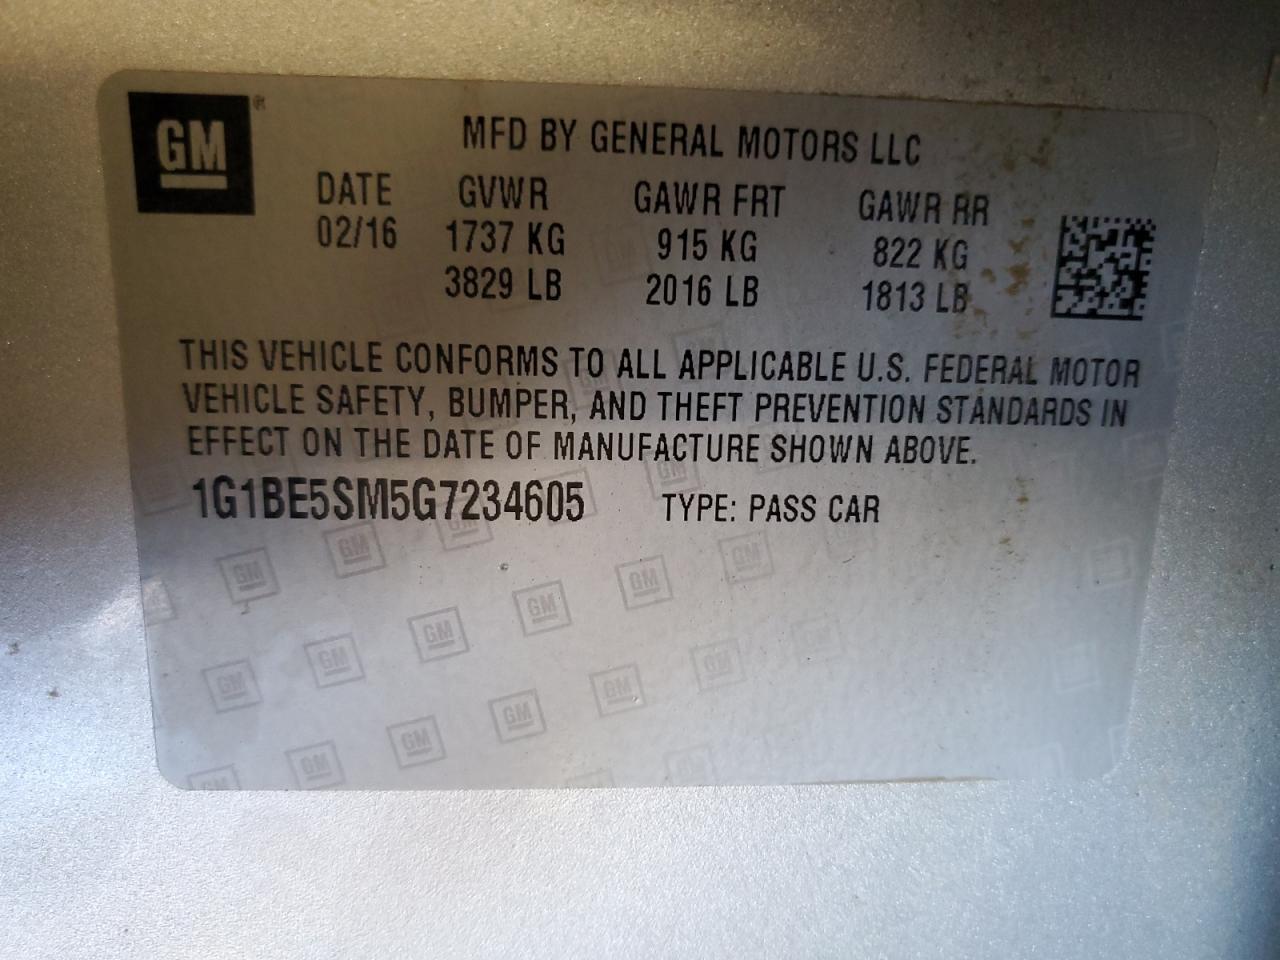 GM ®
MFD BY GENERAL MOTORS LLC
DATE GVWR GAWR FRT GAWR RR
02/16 1737 KG 915 KG 822 KG
3829 LB 2016 LB 1813 LB
THIS VEHICLE CONFORMS TO ALL APPLICABLE U.S. FEDERAL MOTOR
VEHICLE SAFETY, BUMPER, AND THEFT PREVENTION STANDARDS IN
EFFECT ON THE DATE OF MANUFACTURE SHOWN ABOVE.
1G1BE5SM5G7234605 TYPE: PASS CAR